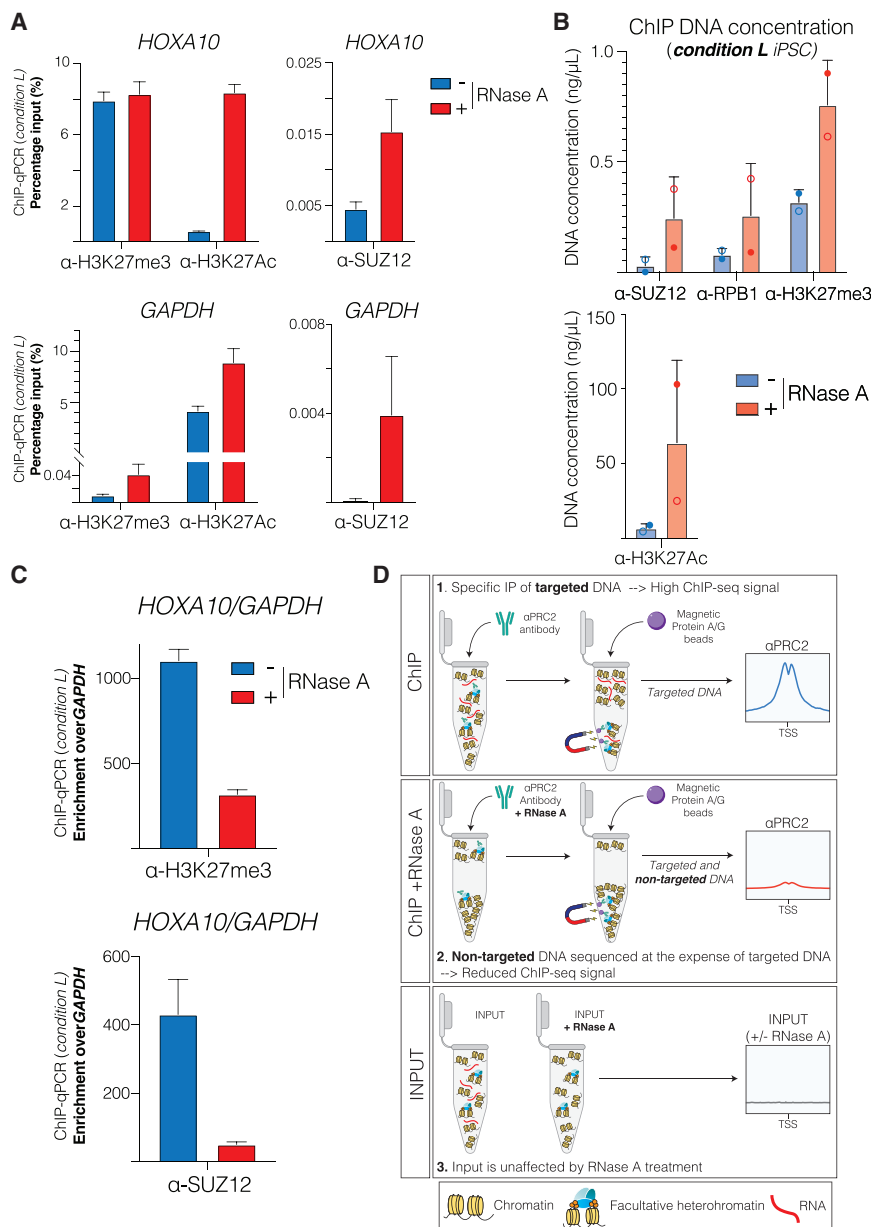 A
HOXA10
ChIP-qPCR (condition L)
Percentage input (%)
10
8
6
2
α-H3K27me3
α-H3K27Ac
HOXA10
0.025
0.015
0.005
α-SUZ12
-
+
RNase A
GAPDH
ChIP-qPCR (condition L)
Percentage input (%)
10
5
0.04
α-H3K27me3
α-H3K27Ac
GAPDH
0.008
0.004
α-SUZ12
B
ChIP DNA concentration
(condition L iPSC)
DNA cconcentration (ng/µL)
1.0
0.5
α-SUZ12
α-RPB1
α-H3K27me3
DNA cconcentration (ng/µL)
150
100
50
α-H3K27Ac
-
+
RNase A
C
HOXA10/GAPDH
ChIP-qPCR (condition L)
Enrichment overGAPDH
1000
500
α-H3K27me3
-
+
RNase A
HOXA10/GAPDH
ChIP-qPCR (condition L)
Enrichment overGAPDH
600
400
200
α-SUZ12
D
ChIP
1. Specific IP of targeted DNA --> High ChIP-seq signal
αPRC2
antibody
Magnetic
Protein A/G
beads
Targeted DNA
αPRC2
TSS
ChIP +RNase A
αPRC2
Antibody
+ RNase A
Magnetic
Protein A/G
beads
Targeted and
non-targeted DNA
αPRC2
TSS
2, Non-targeted DNA sequenced at the expense of targeted DNA
--> Reduced ChIP-seq signal
INPUT
INPUT
INPUT
+ RNase A
INPUT
(+/- RNase A)
TSS
3. Input is unaffected by RNase A treatment
Chromatin
Facultative heterohromatin
RNA